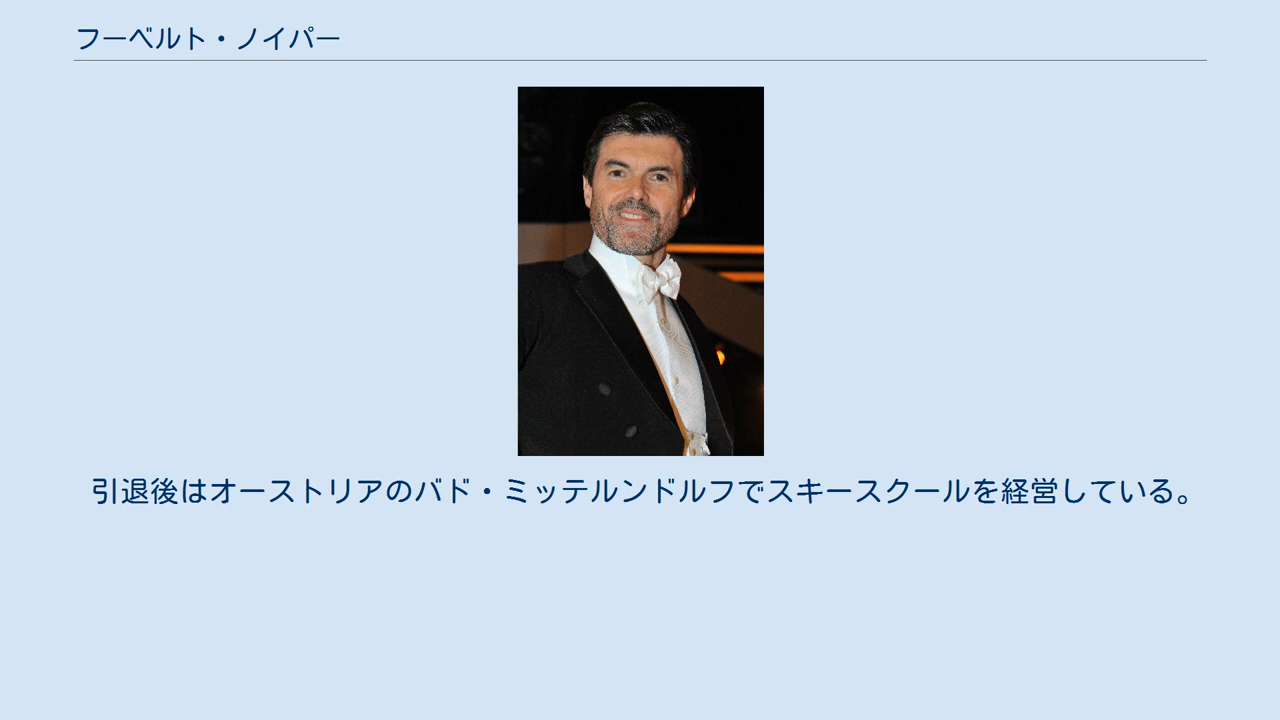 フーベルト・ノイパー
引退後はオーストリアのバド・ミッテルンドルフでスキースクールを経営している。